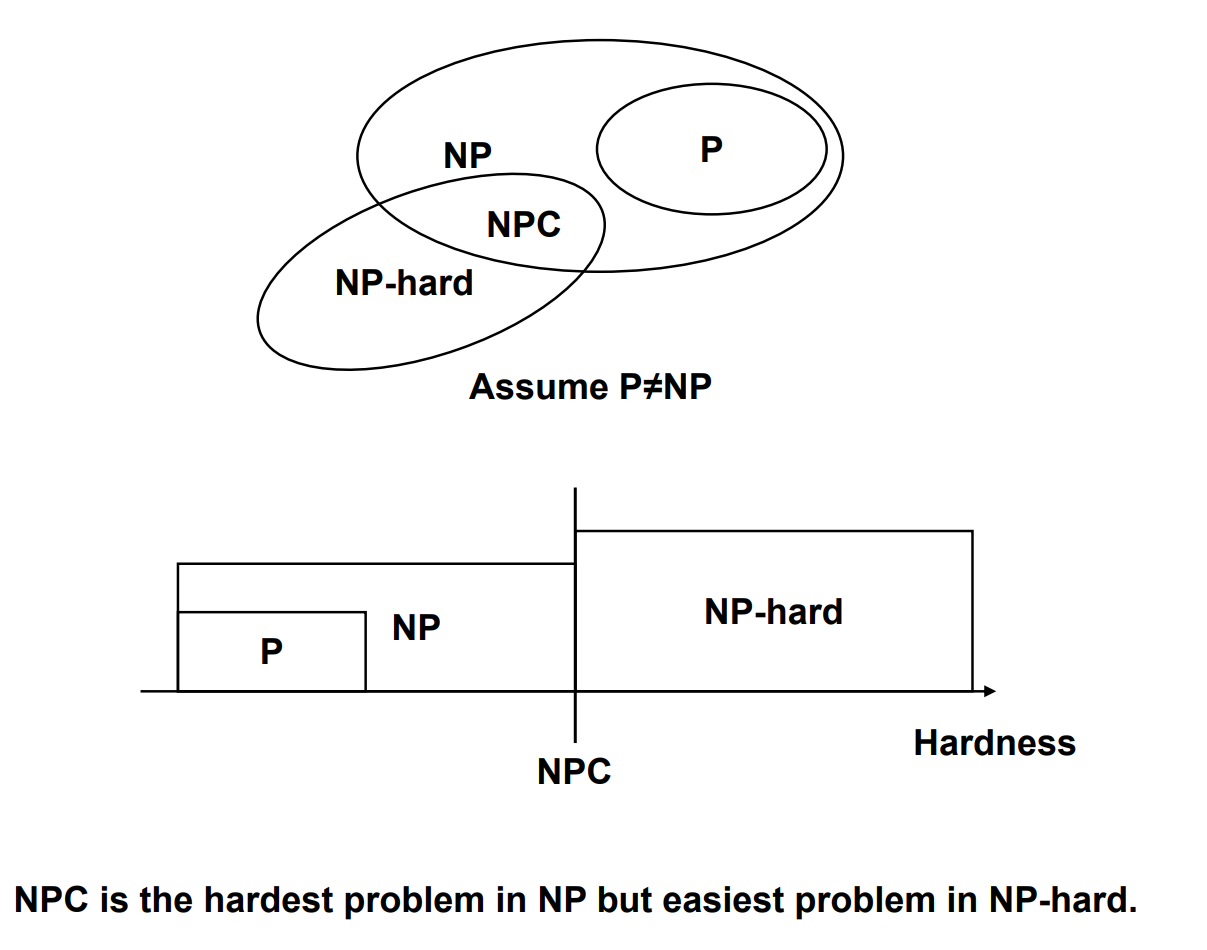 NP
P
NPC
NP-hard
Assume P≠NP
NP-hard
NP
P
Hardness
NPC
NPC is the hardest problem in NP but easiest problem in NP-hard.